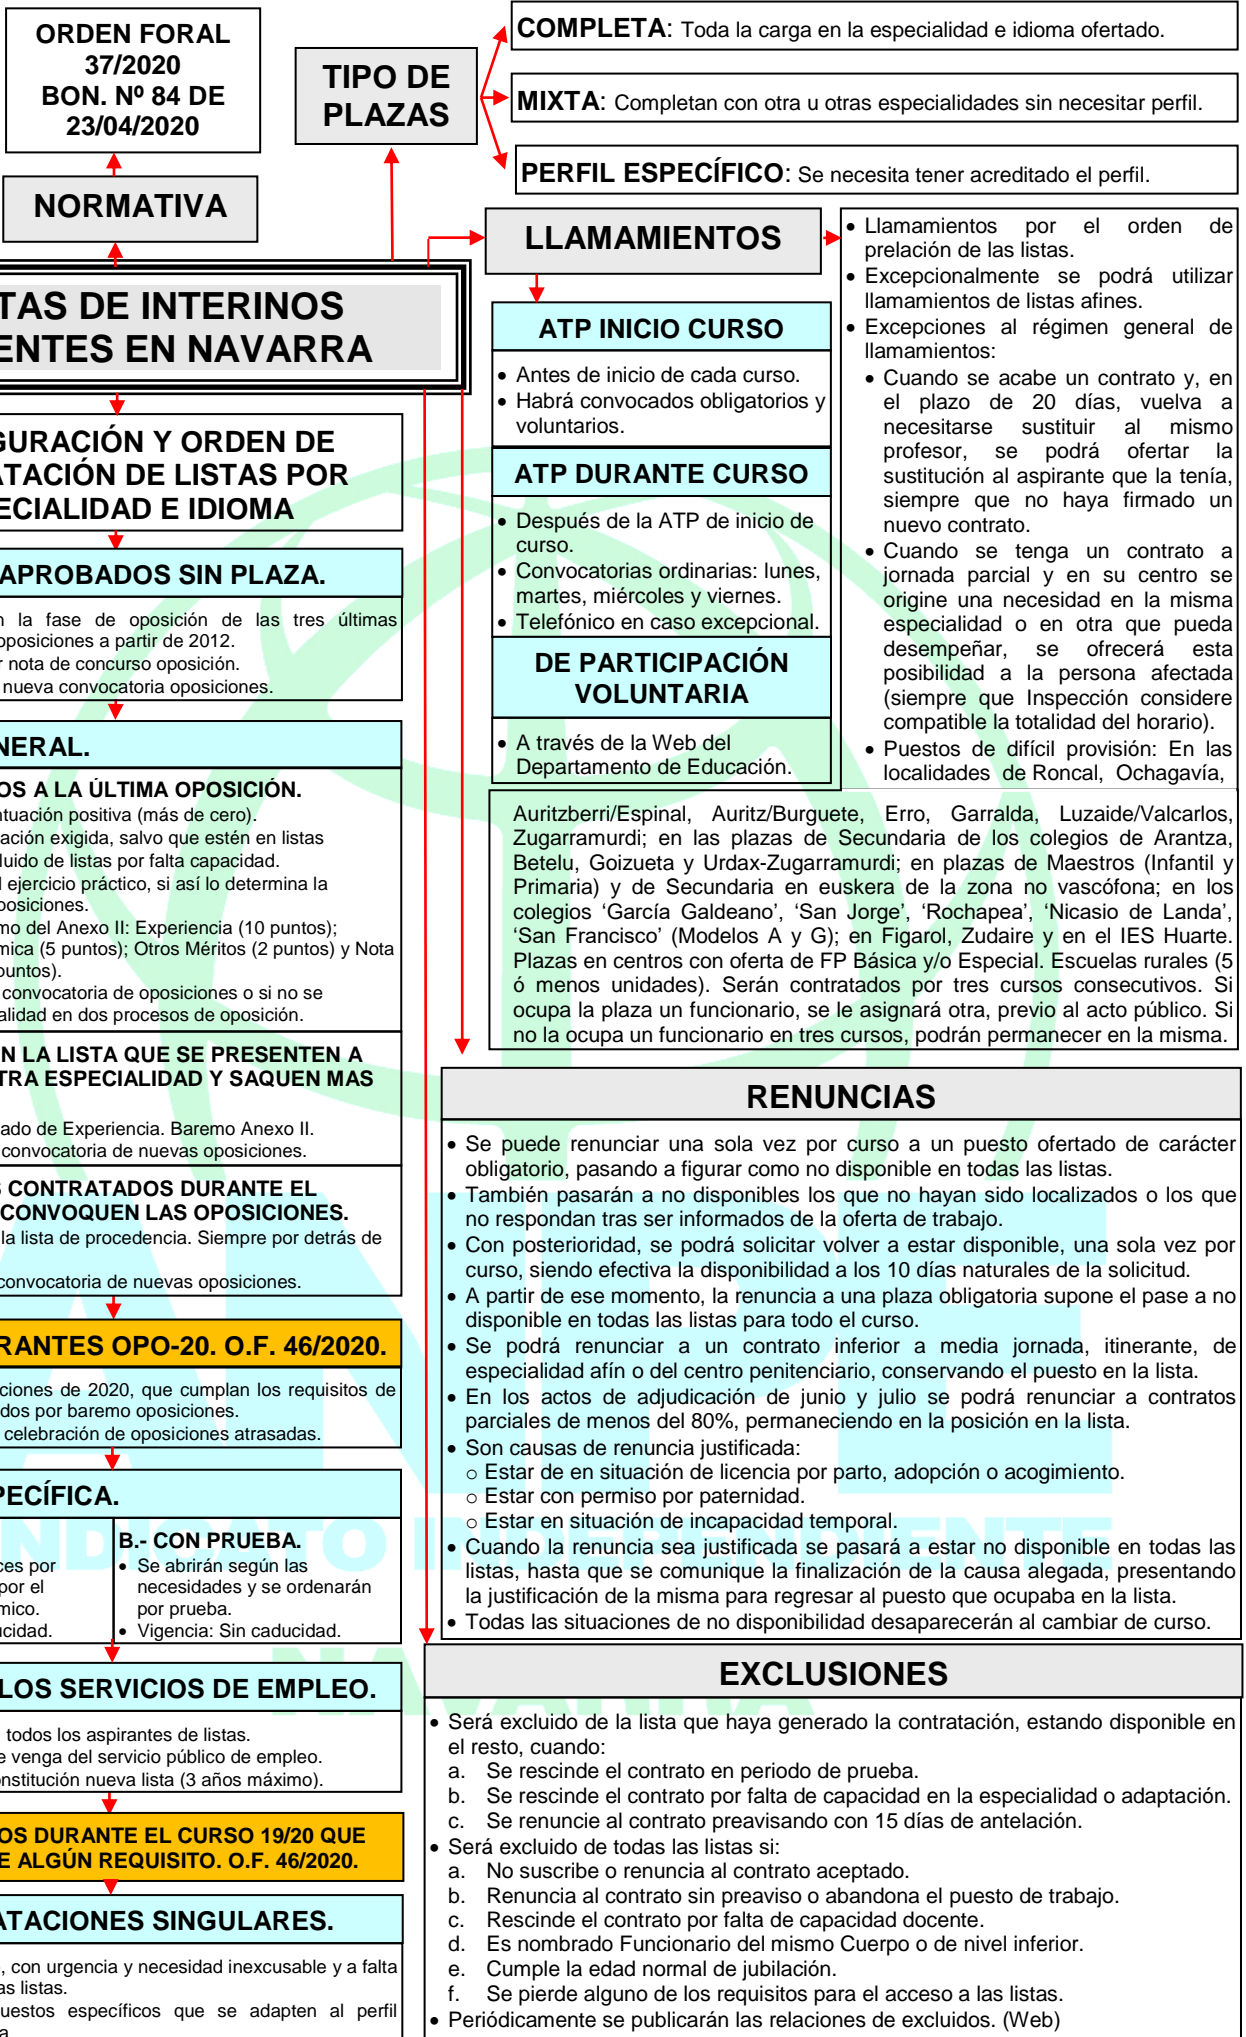 ORDEN FORAL
37/2020
BON. Nº 84 DE
23/04/2020
NORMATIVA
TIPO DE
PLAZAS
COMPLETA: Toda la carga en la especialidad e idioma ofertado.
MIXTA: Completan con otra u otras especialidades sin necesitar perfil.
PERFIL ESPECÍFICO: Se necesita tener acreditado el perfil.
TAS DE INTERINOS
ENTES EN NAVARRA
GURACIÓN Y ORDEN DE
ATACIÓN DE LISTAS POR
ECIALIDAD E IDIOMA
APROBADOS SIN PLAZA.
n la fase de oposición de las tres últimas
oposiciones a partir de 2012.
r nota de concurso oposición.
nueva convocatoria oposiciones.
NERAL.
OS A LA ÚLTIMA OPOSICIÓN.
ntuación positiva (más de cero).
ación exigida, salvo que estén en listas
luido de listas por falta capacidad.
l ejercicio práctico, si así lo determina la
posiciones.
mo del Anexo II: Experiencia (10 puntos);
mica (5 puntos); Otros Méritos (2 puntos) y Nota
puntos).
convocatoria de oposiciones o si no se
alidad en dos procesos de oposición.
N LA LISTA QUE SE PRESENTEN A
TRA ESPECIALIDAD Y SAQUEN MAS
ado de Experiencia. Baremo Anexo II.
convocatoria de nuevas oposiciones.
S CONTRATADOS DURANTE EL
CONVOQUEN LAS OPOSICIONES.
la lista de procedencia. Siempre por detrás de
convocatoria de nuevas oposiciones.
RANTES OPO-20. O.F. 46/2020.
ciones de 2020, que cumplan los requisitos de
dos por baremo oposiciones.
celebración de oposiciones atrasadas.
PECÍFICA.
ces por
por el
mico.
ucidad.
B.- CON PRUEBA.
• Se abrirán según las
necesidades y se ordenarán
por prueba.
• Vigencia: Sin caducidad.
LOS SERVICIOS DE EMPLEO.
todos los aspirantes de listas.
e venga del servicio público de empleo.
onstitución nueva lista (3 años máximo).
OS DURANTE EL CURSO 19/20 QUE
E ALGÚN REQUISITO. O.F. 46/2020.
ATACIONES SINGULARES.
, con urgencia y necesidad inexcusable y a falta
as listas.
uestos específicos que se adapten al perfil
a.
LLAMAMIENTOS
ATP INICIO CURSO
• Antes de inicio de cada curso.
• Habrá convocados obligatorios y
voluntarios.
ATP DURANTE CURSO
• Después de la ATP de inicio de
curso.
• Convocatorias ordinarias: lunes,
martes, miércoles y viernes.
• Telefónico en caso excepcional.
DE PARTICIPACIÓN
VOLUNTARIA
• A través de la Web del
Departamento de Educación.
• Llamamientos por el orden de
prelación de las listas.
• Excepcionalmente se podrá utilizar
llamamientos de listas afines.
• Excepciones al régimen general de
llamamientos:
• Cuando se acabe un contrato y, en
el plazo de 20 días, vuelva a
necesitarse sustituir al mismo
profesor, se podrá ofertar la
sustitución al aspirante que la tenía,
siempre que no haya firmado un
nuevo contrato.
• Cuando se tenga un contrato a
jornada parcial y en su centro se
origine una necesidad en la misma
especialidad o en otra que pueda
desempeñar, se ofrecerá esta
posibilidad a la persona afectada
(siempre que Inspección considere
compatible la totalidad del horario).
• Puestos de difícil provisión: En las
localidades de Roncal, Ochagavía,
Auritzberri/Espinal, Auritz/Burguete, Erro, Garralda, Luzaide/Valcarlos,
Zugarramurdi; en las plazas de Secundaria de los colegios de Arantza,
Betelu, Goizueta y Urdax-Zugarramurdi; en plazas de Maestros (Infantil y
Primaria) y de Secundaria en euskera de la zona no vascófona; en los
colegios ‘García Galdeano’, ‘San Jorge’, ‘Rochapea’, ‘Nicasio de Landa’,
‘San Francisco’ (Modelos A y G); en Figarol, Zudaire y en el IES Huarte.
Plazas en centros con oferta de FP Básica y/o Especial. Escuelas rurales (5
ó menos unidades). Serán contratados por tres cursos consecutivos. Si
ocupa la plaza un funcionario, se le asignará otra, previo al acto público. Si
no la ocupa un funcionario en tres cursos, podrán permanecer en la misma.
RENUNCIAS
• Se puede renunciar una sola vez por curso a un puesto ofertado de carácter
obligatorio, pasando a figurar como no disponible en todas las listas.
• También pasarán a no disponibles los que no hayan sido localizados o los que
no respondan tras ser informados de la oferta de trabajo.
• Con posterioridad, se podrá solicitar volver a estar disponible, una sola vez por
curso, siendo efectiva la disponibilidad a los 10 días naturales de la solicitud.
• A partir de ese momento, la renuncia a una plaza obligatoria supone el pase a no
disponible en todas las listas para todo el curso.
• Se podrá renunciar a un contrato inferior a media jornada, itinerante, de
especialidad afín o del centro penitenciario, conservando el puesto en la lista.
• En los actos de adjudicación de junio y julio se podrá renunciar a contratos
parciales de menos del 80%, permaneciendo en la posición en la lista.
• Son causas de renuncia justificada:
o Estar de en situación de licencia por parto, adopción o acogimiento.
o Estar con permiso por paternidad.
o Estar en situación de incapacidad temporal.
• Cuando la renuncia sea justificada se pasará a estar no disponible en todas las
listas, hasta que se comunique la finalización de la causa alegada, presentando
la justificación de la misma para regresar al puesto que ocupaba en la lista.
• Todas las situaciones de no disponibilidad desaparecerán al cambiar de curso.
EXCLUSIONES
• Será excluido de la lista que haya generado la contratación, estando disponible en
el resto, cuando:
a. Se rescinde el contrato en periodo de prueba.
b. Se rescinde el contrato por falta de capacidad en la especialidad o adaptación.
c. Se renuncie al contrato preavisando con 15 días de antelación.
• Será excluido de todas las listas si:
a. No suscribe o renuncia al contrato aceptado.
b. Renuncia al contrato sin preaviso o abandona el puesto de trabajo.
c. Rescinde el contrato por falta de capacidad docente.
d. Es nombrado Funcionario del mismo Cuerpo o de nivel inferior.
e. Cumple la edad normal de jubilación.
f. Se pierde alguno de los requisitos para el acceso a las listas.
• Periódicamente se publicarán las relaciones de excluidos. (Web)
ANPE
SINDICATO INDEPENDIENTE
NAVARRA